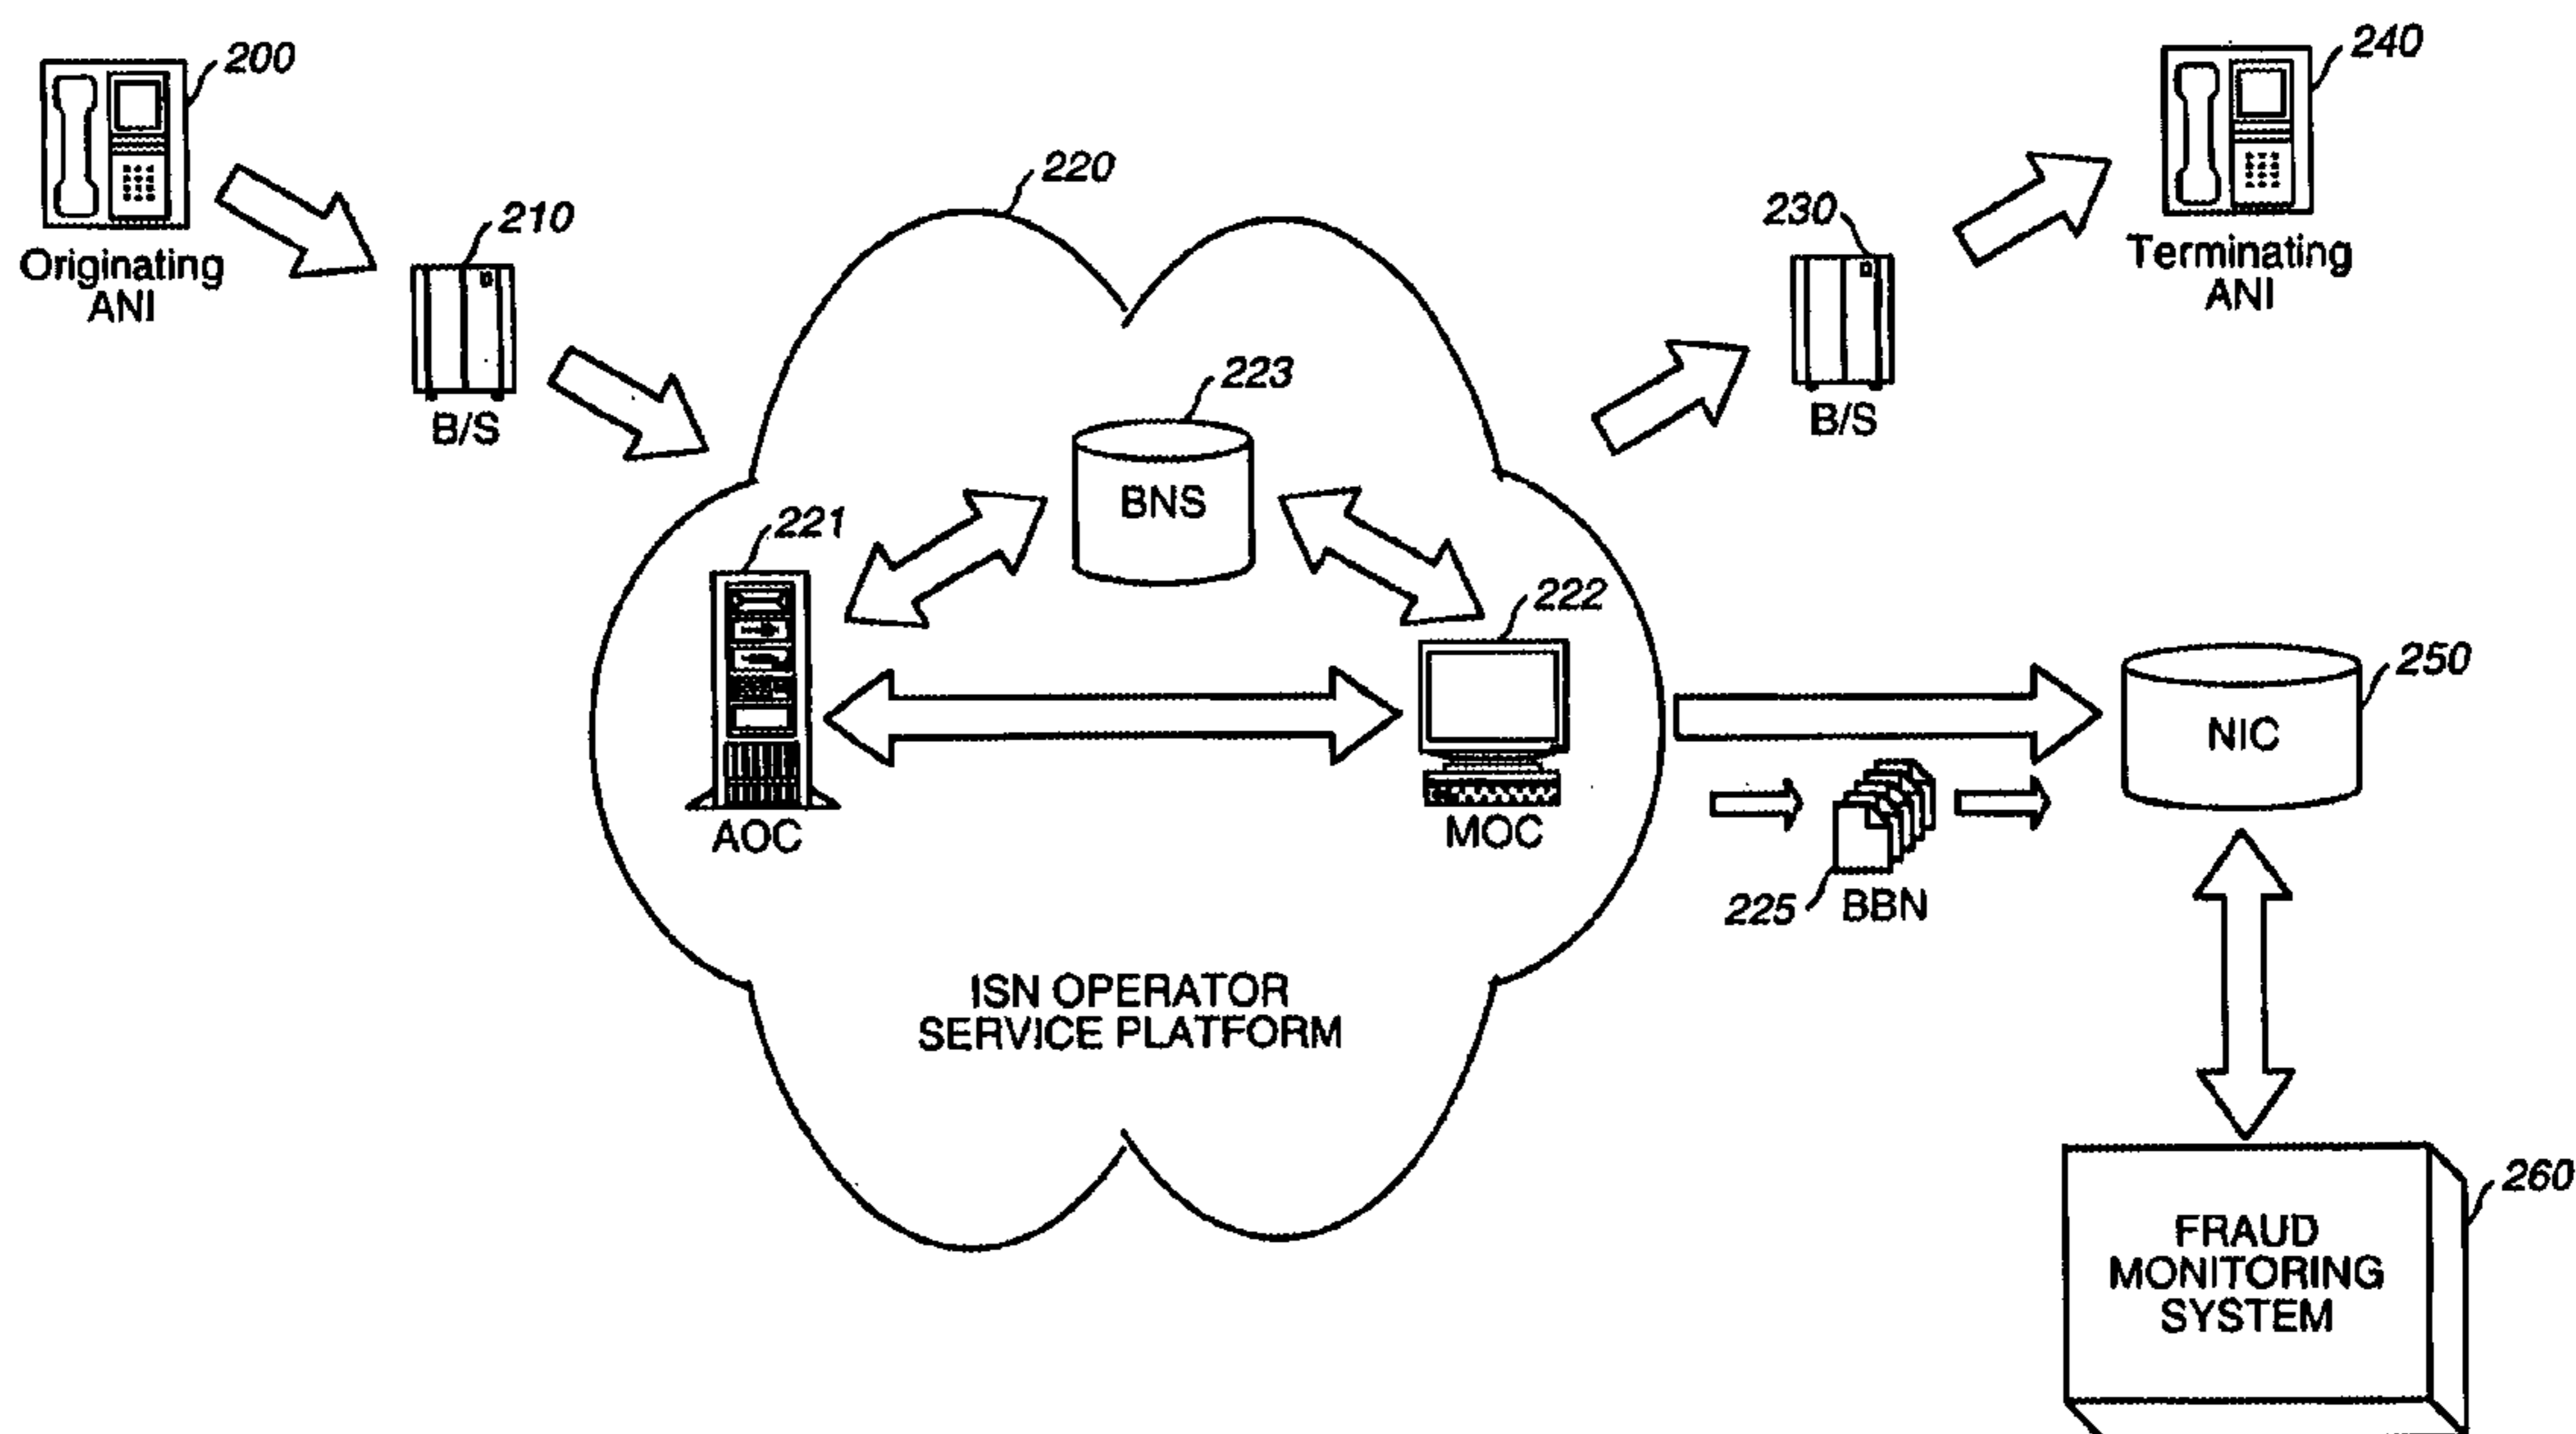 200
Originating
ANI
210
B/S
220
230
B/S
240
Terminating
ANI
223
BNS
221
AOC
222
MOC
ISN OPERATOR
SERVICE PLATFORM
225
BBN
250
NIC
260
FRAUD
MONITORING
SYSTEM